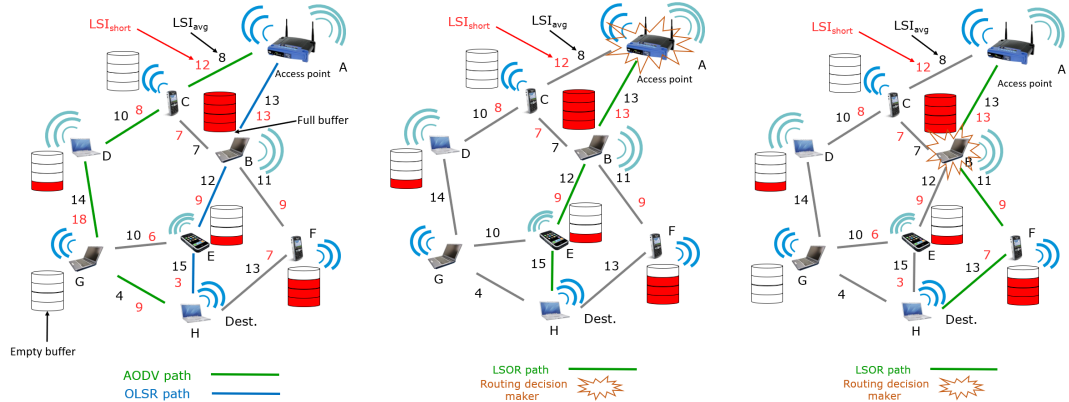 LSIshort
LSIavg
12
8
A
Access point
C
10
8
13
13
Full buffer
7
7
D
B
12
11
14
18
9
9
10
6
E
F
G
15
3
13
4
9
H
Dest.
Empty buffer
AODV path
OLSR path
LSIshort
LSIavg
12
8
A
Access point
C
10
8
13
13
7
7
D
B
12
11
14
9
9
10
E
F
G
15
13
4
H
Dest.
LSOR path
Routing decision
maker
LSIshort
LSIavg
12
8
A
Access point
C
10
8
13
13
7
7
D
B
12
11
14
9
9
10
6
E
F
G
15
3
13
7
4
H
Dest.
LSOR path
Routing decision
maker
7